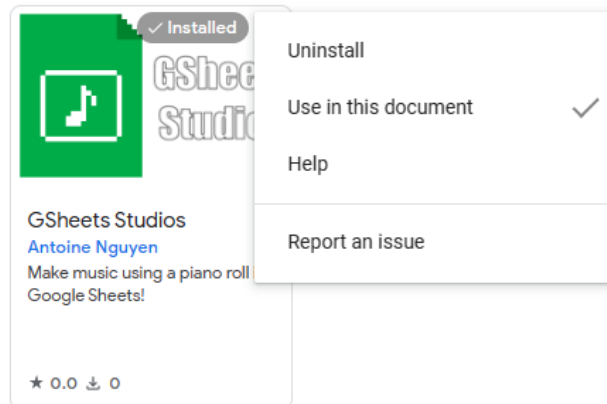 Installed
GShee
Studio
GSheets Studios
Antoine Nguyen
Make music using a piano roll
Google Sheets!
0.0 0
Uninstall
Use in this document
Help
Report an issue